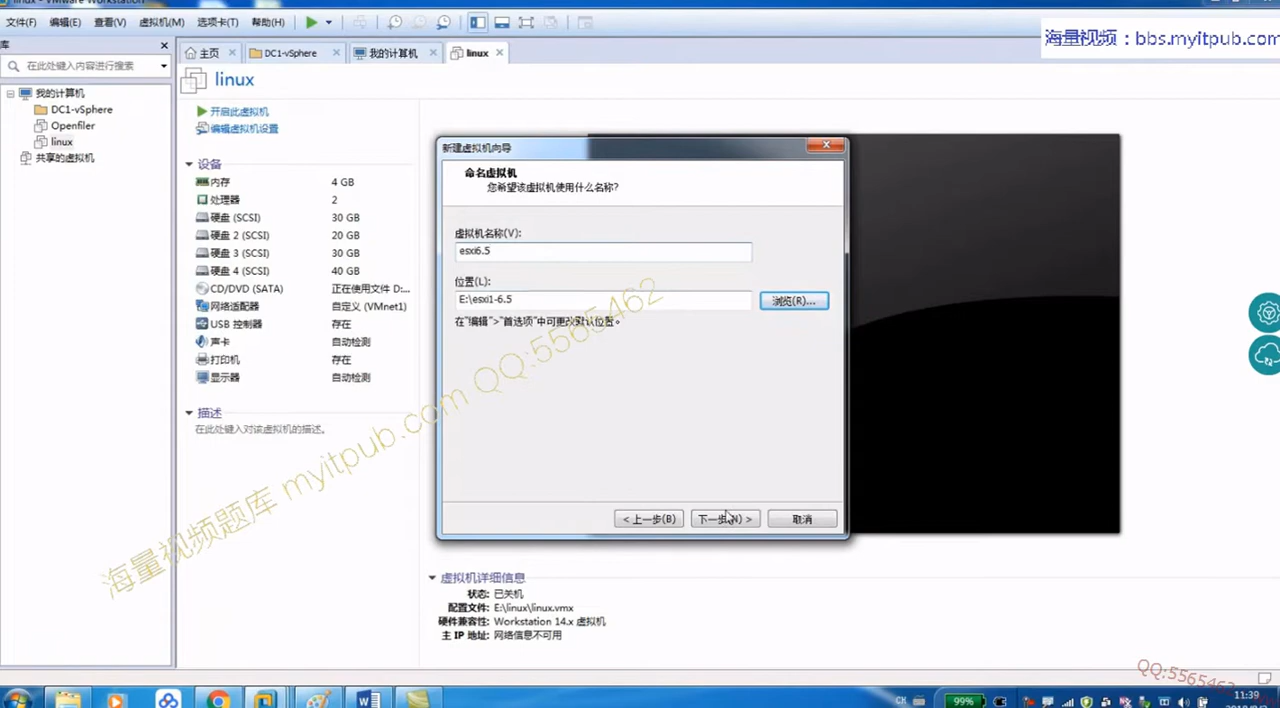 linux - VMware Workstation
文件(F) 编辑(E) 查看(V) 虚拟机(M) 选项卡(T) 帮助(H)
海量视频：bbs.myitpub.com
库
在此处键入内容进行搜索
主页 DC1-vSphere 我的计算机 linux
我的计算机
DC1-vSphere
Openfiler
linux
共享的虚拟机
linux
开启此虚拟机
编辑虚拟机设置
设备
内存 4 GB
处理器 2
硬盘 (SCSI) 30 GB
硬盘 2 (SCSI) 20 GB
硬盘 3 (SCSI) 30 GB
硬盘 4 (SCSI) 40 GB
CD/DVD (SATA) 正在使用文件 D:...
网络适配器 自定义 (VMnet1)
USB 控制器 存在
声卡 自动检测
打印机 存在
显示器 自动检测
描述
在此处键入对该虚拟机的描述。
新建虚拟机向导
命名虚拟机
您希望该虚拟机使用什么名称?
虚拟机名称(V):
esxi6.5
位置(L):
E:\esxi1-6.5
浏览(R)...
在"编辑">"首选项"中可更改默认位置。
< 上一步(B) 下一步(N) > 取消
海量视频题库 myitpub.com QQ:5565462
虚拟机详细信息
状态: 已关机
配置文件: E:\linux\linux.vmx
硬件兼容性: Workstation 14.x 虚拟机
主 IP 地址: 网络信息不可用
QQ:5565462
CH
99%
11:39